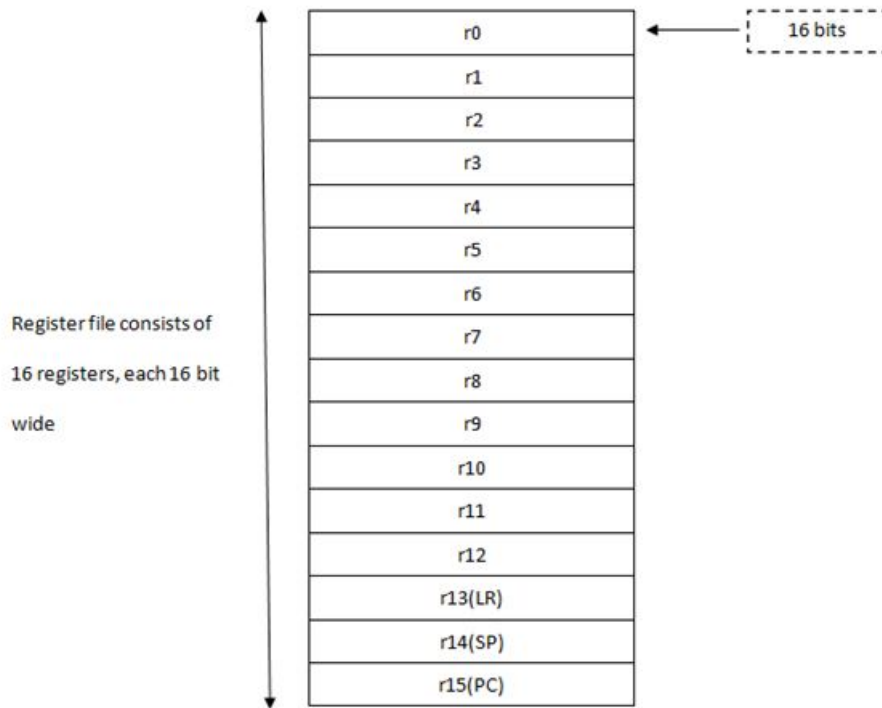 r0
16 bits
r1
r2
r3
r4
r5
r6
Register file consists of
r7
16 registers, each 16 bit
r8
wide
r9
r10
r11
r12
r13(LR)
r14(SP)
r15(PC)